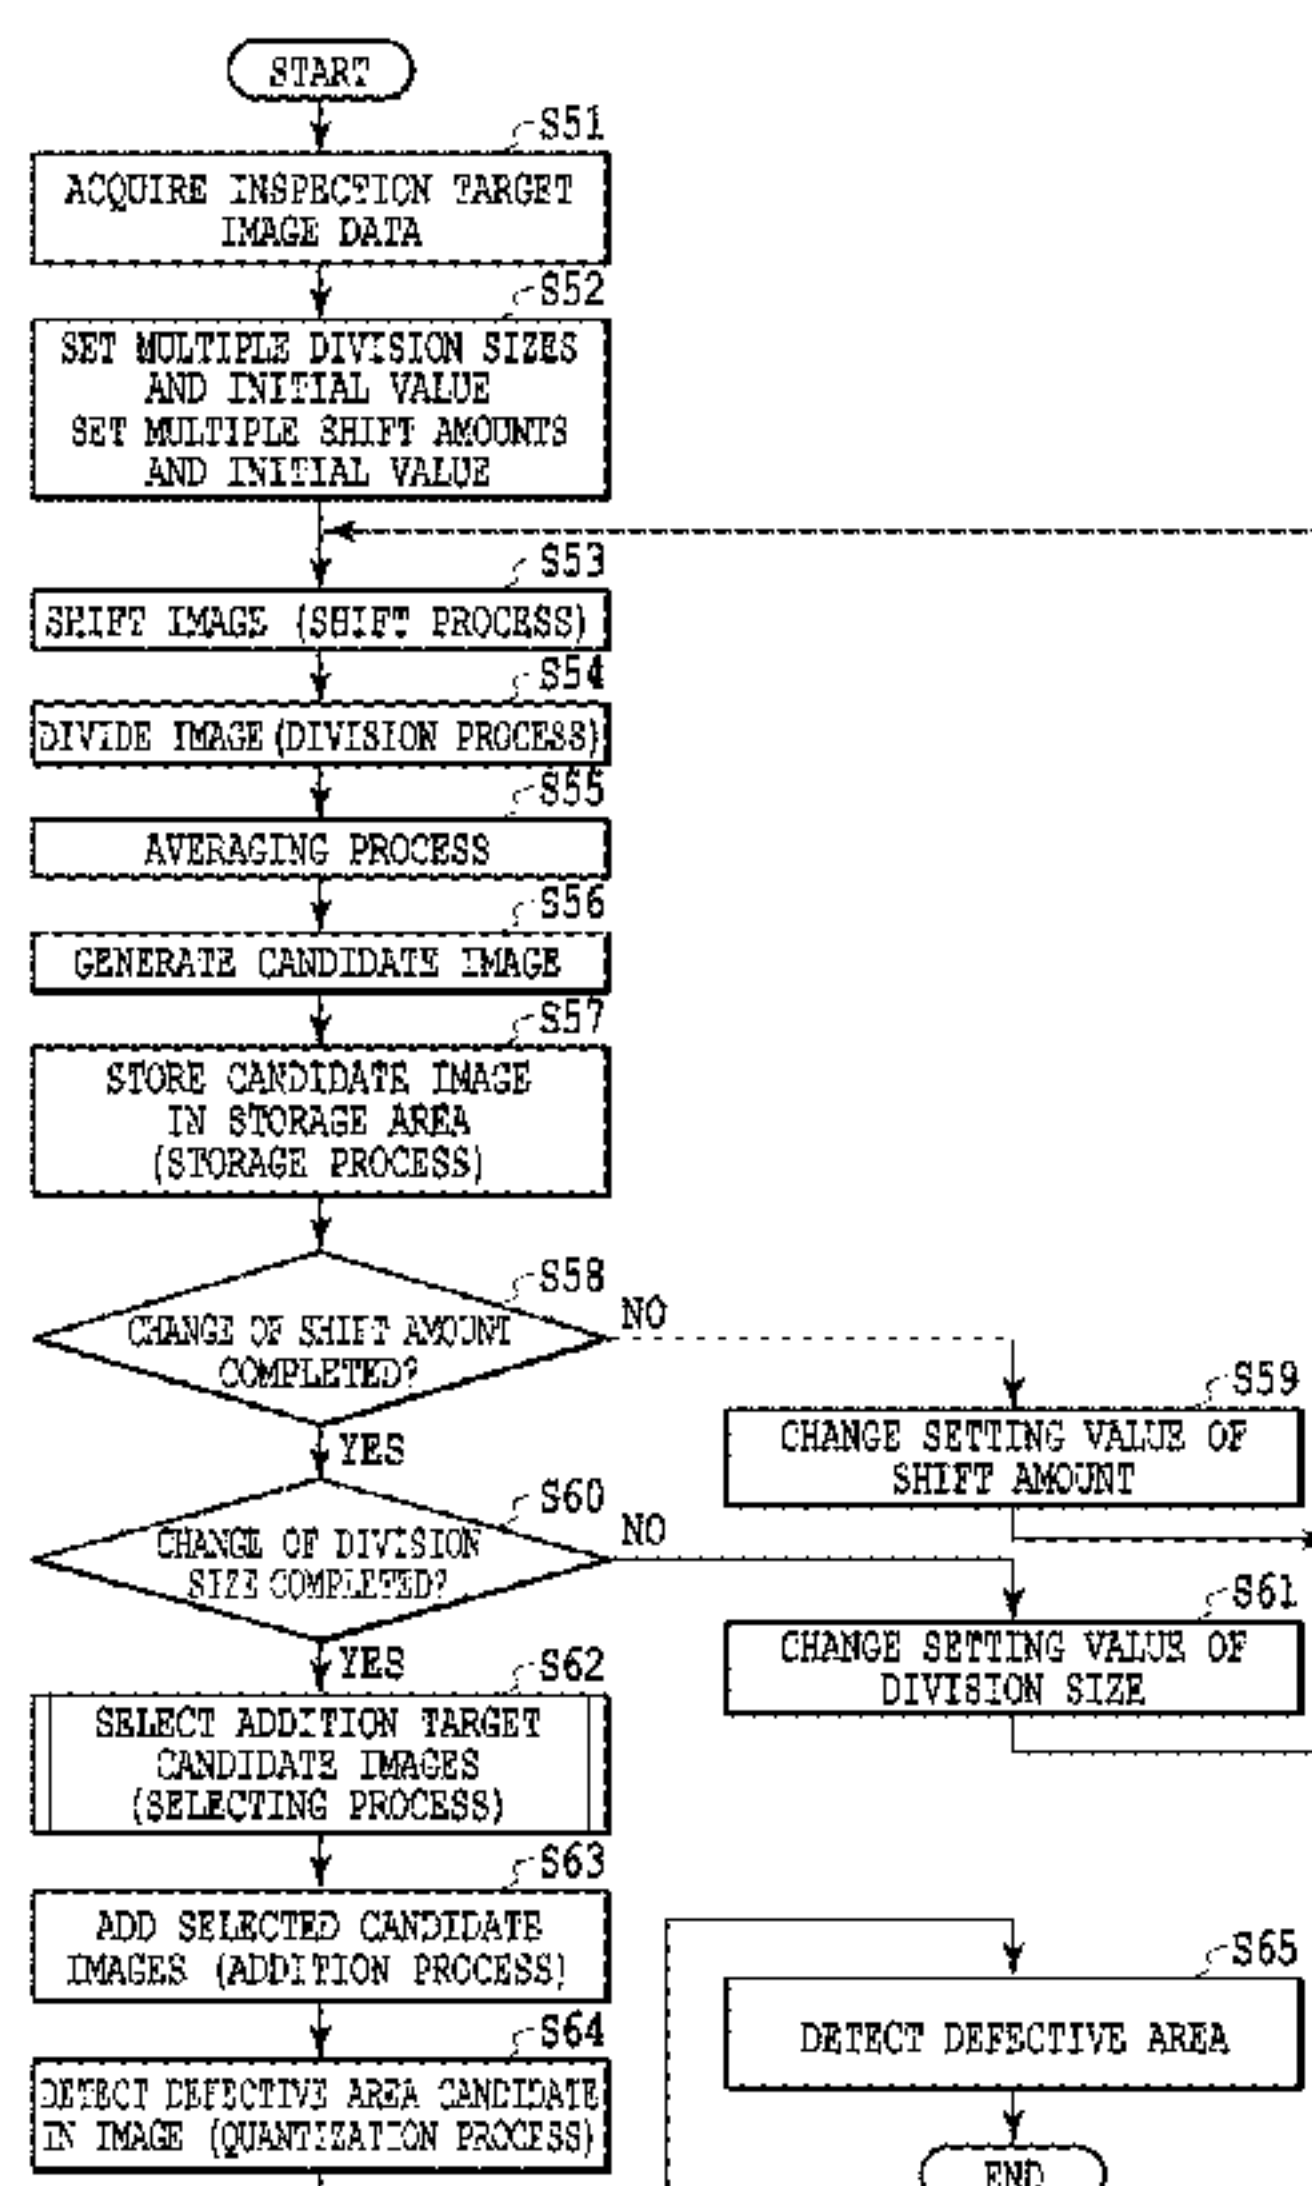 START
S51
ACQUIRE INSPECTION TARGET
IMAGE DATA
S52
SET MULTIPLE DIVISION SIZES
AND INITIAL VALUE
SET MULTIPLE SHIFT AMOUNTS
AND INITIAL VALUE
S53
SHIFT IMAGE (SHIFT PROCESS)
S54
DIVIDE IMAGE (DIVISION PROCESS)
S55
AVERAGING PROCESS
S56
GENERATE CANDIDATE IMAGE
S57
STORE CANDIDATE IMAGE
IN STORAGE AREA
(STORAGE PROCESS)
S58
CHANGE OF SHIFT AMOUNT
COMPLETED?
NO
S59
CHANGE SETTING VALUE OF
SHIFT AMOUNT
YES
S60
CHANGE OF DIVISION
SIZE COMPLETED?
NO
S61
CHANGE SETTING VALUE OF
DIVISION SIZE
YES
S62
SELECT ADDITION TARGET
CANDIDATE IMAGES
(SELECTING PROCESS)
S63
ADD SELECTED CANDIDATE
IMAGES (ADDITION PROCESS)
S64
DETECT DEFECTIVE AREA CANDIDATE
IN IMAGE (QUANTIZATION PROCESS)
S65
DETECT DEFECTIVE AREA
END